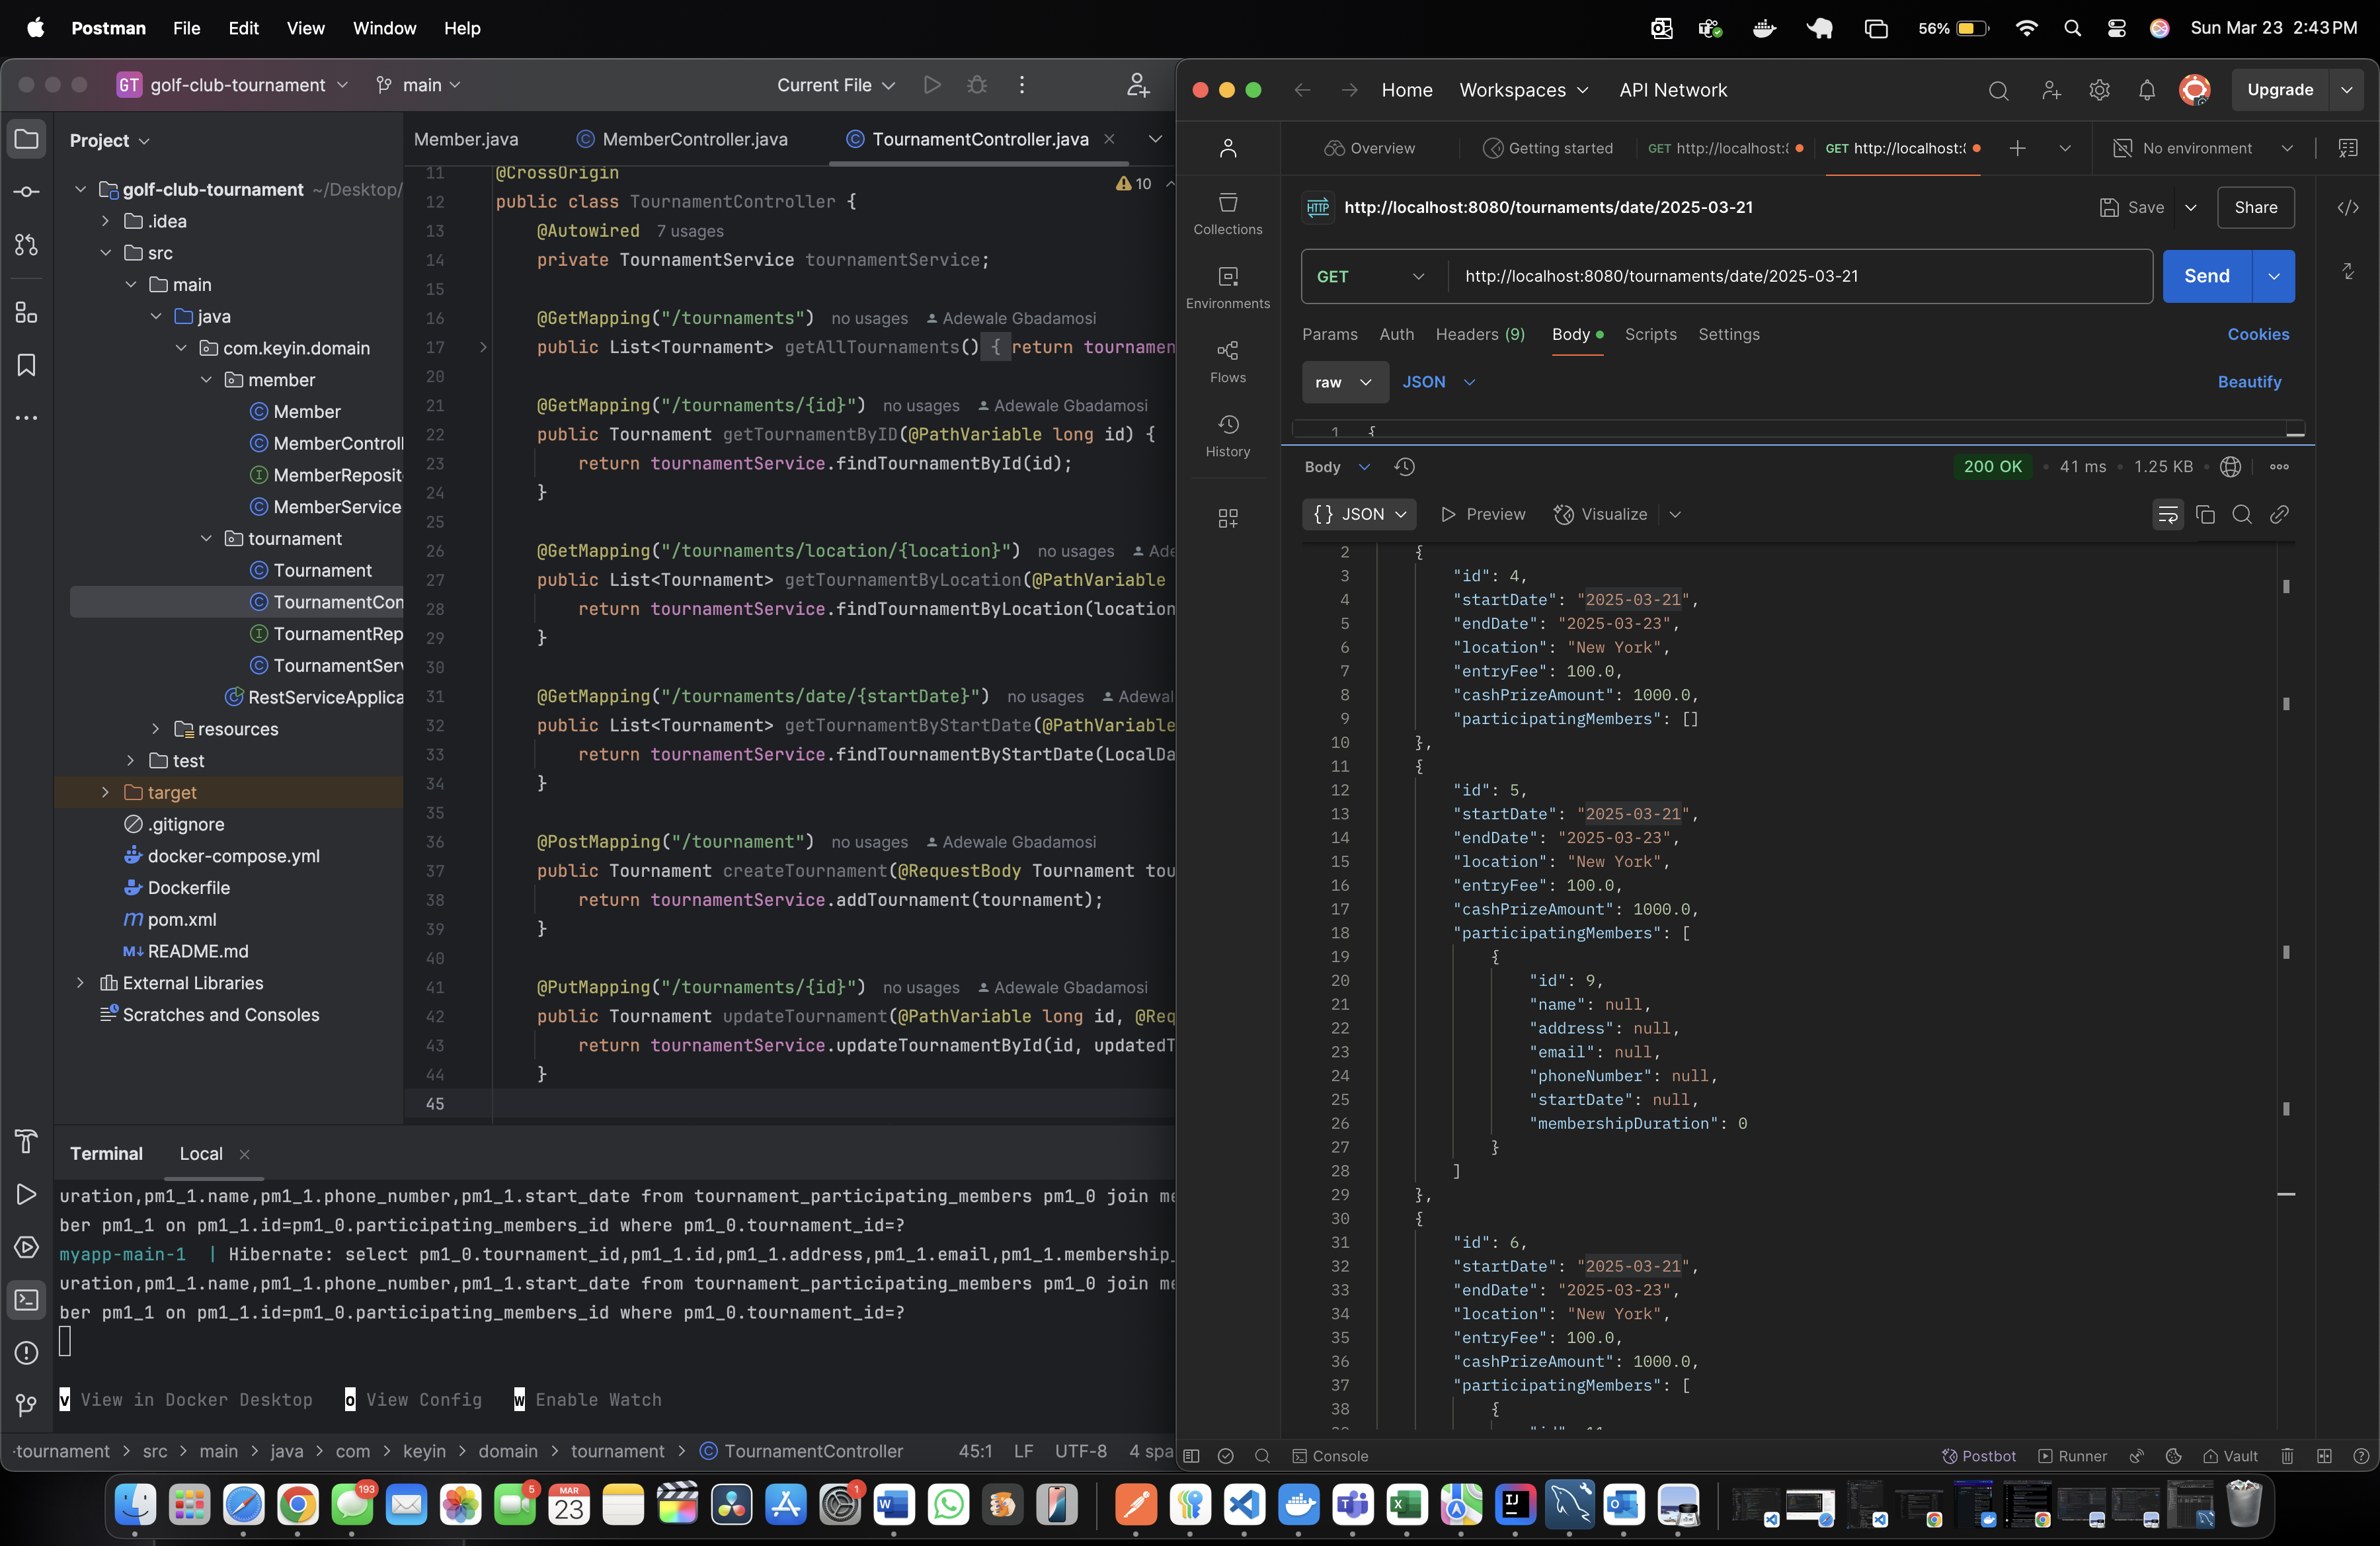 Postman File Edit View Window Help 56% Sun Mar 23 2:43 PM
GT golf-club-tournament main Current File
Project
golf-club-tournament ~/Desktop/
.idea
src
main
java
com.keyin.domain
member
Member
MemberControll
MemberReposit
MemberService
tournament
Tournament
TournamentCon
TournamentRep
TournamentServ
RestServiceApplica
resources
test
target
.gitignore
docker-compose.yml
Dockerfile
pom.xml
README.md
External Libraries
Scratches and Consoles
Member.java MemberController.java TournamentController.java
10
11 @CrossOrigin
12 public class TournamentController {
13 @Autowired 7 usages
14 private TournamentService tournamentService;
15
16 @GetMapping("/tournaments") no usages Adewale Gbadamosi
17 public List<Tournament> getAllTournaments() { return tournamen
20
21 @GetMapping("/tournaments/{id}") no usages Adewale Gbadamosi
22 public Tournament getTournamentByID(@PathVariable long id) {
23 return tournamentService.findTournamentById(id);
24 }
25
26 @GetMapping("/tournaments/location/{location}") no usages Ade
27 public List<Tournament> getTournamentByLocation(@PathVariable
28 return tournamentService.findTournamentByLocation(location
29 }
30
31 @GetMapping("/tournaments/date/{startDate}") no usages Adewal
32 public List<Tournament> getTournamentByStartDate(@PathVariable
33 return tournamentService.findTournamentByStartDate(LocalDa
34 }
35
36 @PostMapping("/tournament") no usages Adewale Gbadamosi
37 public Tournament createTournament(@RequestBody Tournament tou
38 return tournamentService.addTournament(tournament);
39 }
40
41 @PutMapping("/tournaments/{id}") no usages Adewale Gbadamosi
42 public Tournament updateTournament(@PathVariable long id, @Req
43 return tournamentService.updateTournamentById(id, updatedT
44 }
45
Terminal Local
uration,pm1_1.name,pm1_1.phone_number,pm1_1.start_date from tournament_participating_members pm1_0 join me
ber pm1_1 on pm1_1.id=pm1_0.participating_members_id where pm1_0.tournament_id=?
myapp-main-1 | Hibernate: select pm1_0.tournament_id,pm1_1.id,pm1_1.address,pm1_1.email,pm1_1.membership_
uration,pm1_1.name,pm1_1.phone_number,pm1_1.start_date from tournament_participating_members pm1_0 join me
ber pm1_1 on pm1_1.id=pm1_0.participating_members_id where pm1_0.tournament_id=?
v View in Docker Desktop o View Config w Enable Watch
-tournament > src > main > java > com > keyin > domain > tournament > TournamentController 45:1 LF UTF-8 4 spa
Home Workspaces API Network Upgrade
Overview Getting started GET http://localhost:8 GET http://localhost:8 No environment
Collections
Environments
Flows
History
HTTP http://localhost:8080/tournaments/date/2025-03-21 Save Share
GET http://localhost:8080/tournaments/date/2025-03-21 Send
Params Auth Headers (9) Body Scripts Settings Cookies
raw JSON Beautify
1 {
Body 200 OK 41 ms 1.25 KB
{} JSON Preview Visualize
2 {
3 "id": 4,
4 "startDate": "2025-03-21",
5 "endDate": "2025-03-23",
6 "location": "New York",
7 "entryFee": 100.0,
8 "cashPrizeAmount": 1000.0,
9 "participatingMembers": []
10 },
11 {
12 "id": 5,
13 "startDate": "2025-03-21",
14 "endDate": "2025-03-23",
15 "location": "New York",
16 "entryFee": 100.0,
17 "cashPrizeAmount": 1000.0,
18 "participatingMembers": [
19 {
20 "id": 9,
21 "name": null,
22 "address": null,
23 "email": null,
24 "phoneNumber": null,
25 "startDate": null,
26 "membershipDuration": 0
27 }
28 ]
29 },
30 {
31 "id": 6,
32 "startDate": "2025-03-21",
33 "endDate": "2025-03-23",
34 "location": "New York",
35 "entryFee": 100.0,
36 "cashPrizeAmount": 1000.0,
37 "participatingMembers": [
38 {
Console Postbot Runner Vault
193 5 MAR 23 1